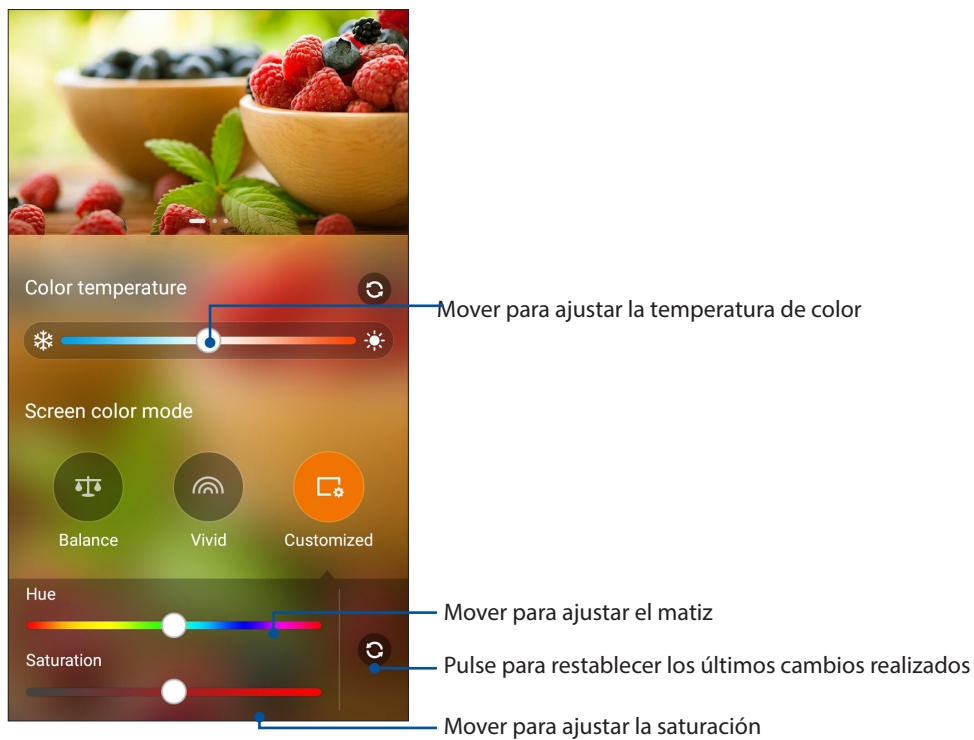 Color temperature
Mover para ajustar la temperatura de color
Screen color mode
Balance
Vivid
Customized
Hue
Mover para ajustar el matiz
Saturation
Pulse para restablecer los últimos cambios realizados
Mover para ajustar la saturación